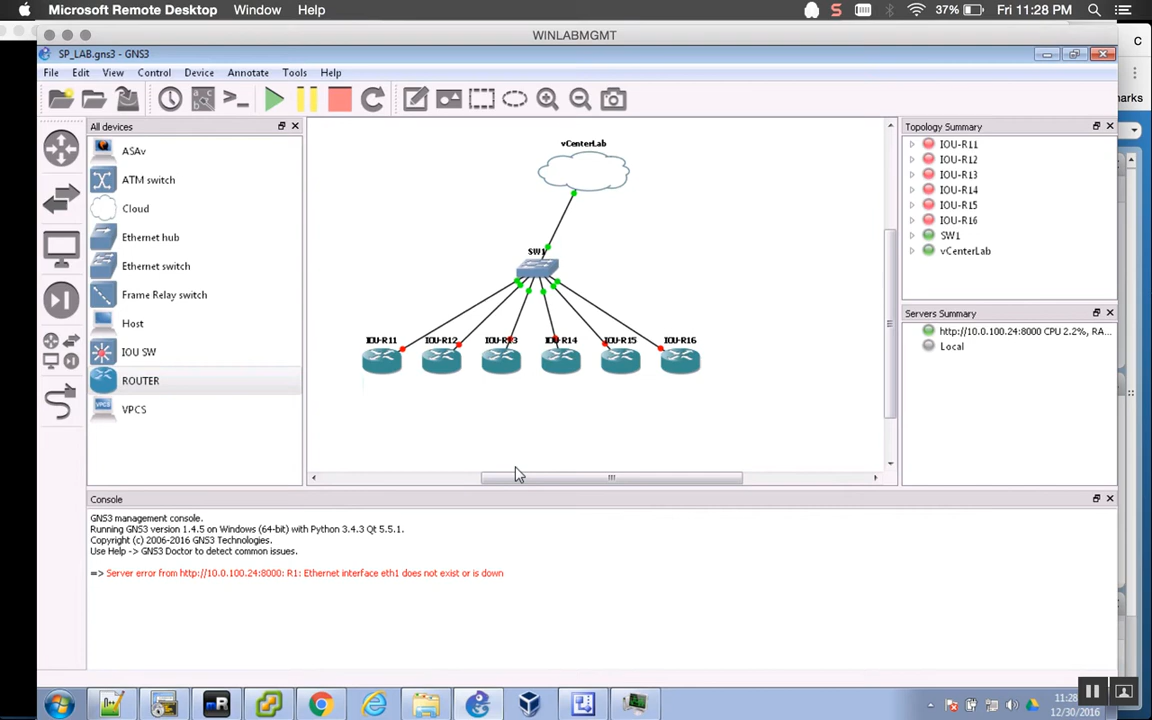 Microsoft Remote Desktop Window Help
S 37% Fri 11:28 PM
WINLABMGMT
SP_LAB.gns3 - GNS3
C
File Edit View Control Device Annotate Tools Help
All devices
ASAv
ATM switch
Cloud
Ethernet hub
Ethernet switch
Frame Relay switch
Host
IOU SW
ROUTER
VPCS
vCenterLab
SW1
IOU-R11 IOU-R12 IOU-R13 IOU-R14 IOU-R15 IOU-R16
Topology Summary
IOU-R11
IOU-R12
IOU-R13
IOU-R14
IOU-R15
IOU-R16
SW1
vCenterLab
Servers Summary
http://10.0.100.24:8000 CPU 2.2%, RA...
Local
Console
GNS3 management console.
Running GNS3 version 1.4.5 on Windows (64-bit) with Python 3.4.3 Qt 5.5.1.
Copyright (c) 2006-2016 GNS3 Technologies.
Use Help -> GNS3 Doctor to detect common issues.
=> Server error from http://10.0.100.24:8000: R1: Ethernet interface eth1 does not exist or is down
11:28
12/30/2016